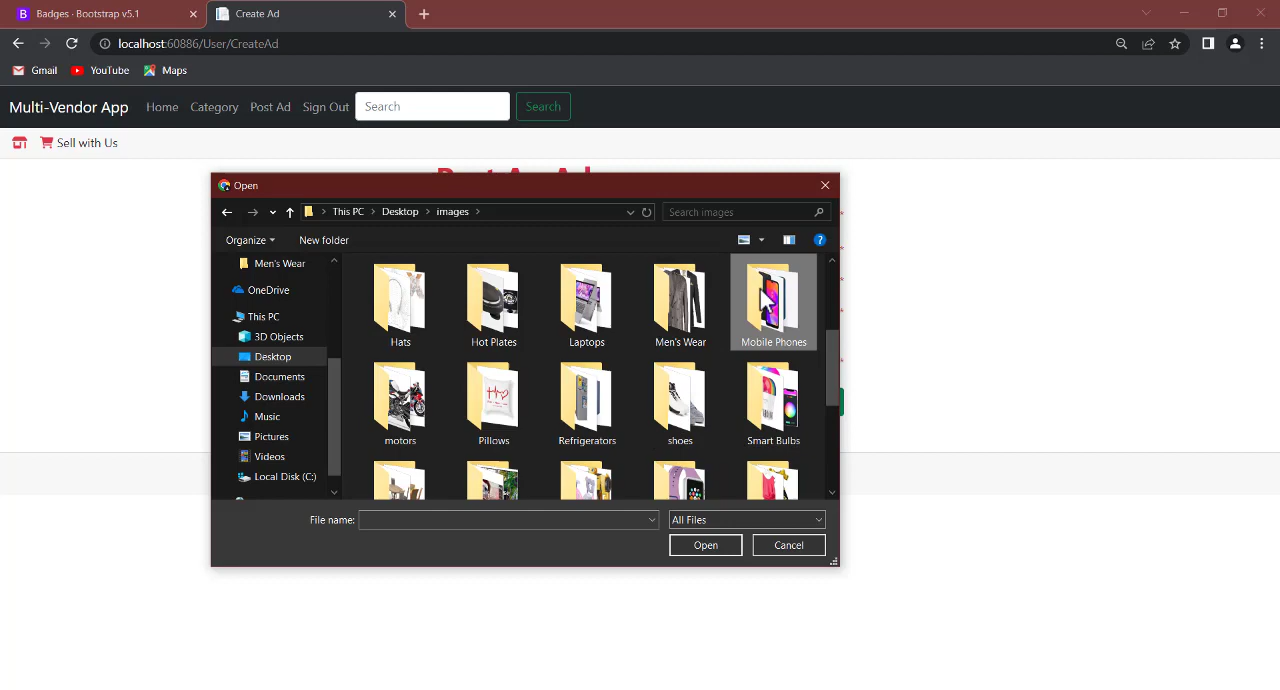 Badges · Bootstrap v5.1
Create Ad
localhost:60886/User/CreateAd
Gmail
YouTube
Maps
Multi-Vendor App
Home
Category
Post Ad
Sign Out
Search
Search
Sell with Us
Open
This PC
Desktop
images
Search images
Organize
New folder
Men's Wear
OneDrive
This PC
3D Objects
Desktop
Documents
Downloads
Music
Pictures
Videos
Local Disk (C:)
Hats
Hot Plates
Laptops
Men's Wear
Mobile Phones
motors
Pillows
Refrigerators
shoes
Smart Bulbs
File name:
All Files
Open
Cancel